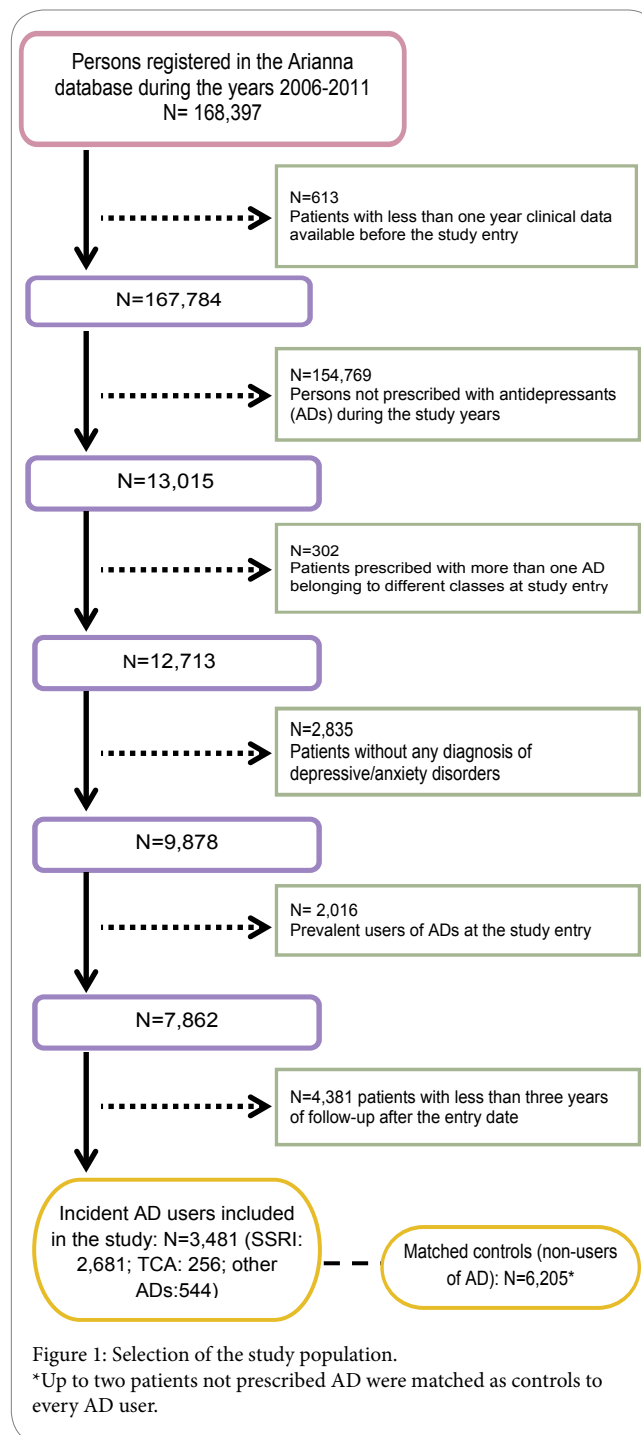 Persons registered in the Arianna
database during the years 2006-2011
N= 168,397
N=613
Patients with less than one year clinical data
available before the study entry
N=167,784
N=154,769
Persons not prescribed with antidepressants
(ADs) during the study years
N=13,015
N=302
Patients prescribed with more than one AD
belonging to different classes at study entry
N=12,713
N=2,835
Patients without any diagnosis of
depressive/anxiety disorders
N=9,878
N= 2,016
Prevalent users of ADs at the study entry
N=7,862
N=4,381 patients with less than three years
of follow-up after the entry date
Incident AD users included
in the study: N=3,481 (SSRI:
2,681; TCA: 256; other
ADs:544)
Matched controls (non-users
of AD): N=6,205*
Figure 1: Selection of the study population.
*Up to two patients not prescribed AD were matched as controls to
every AD user.